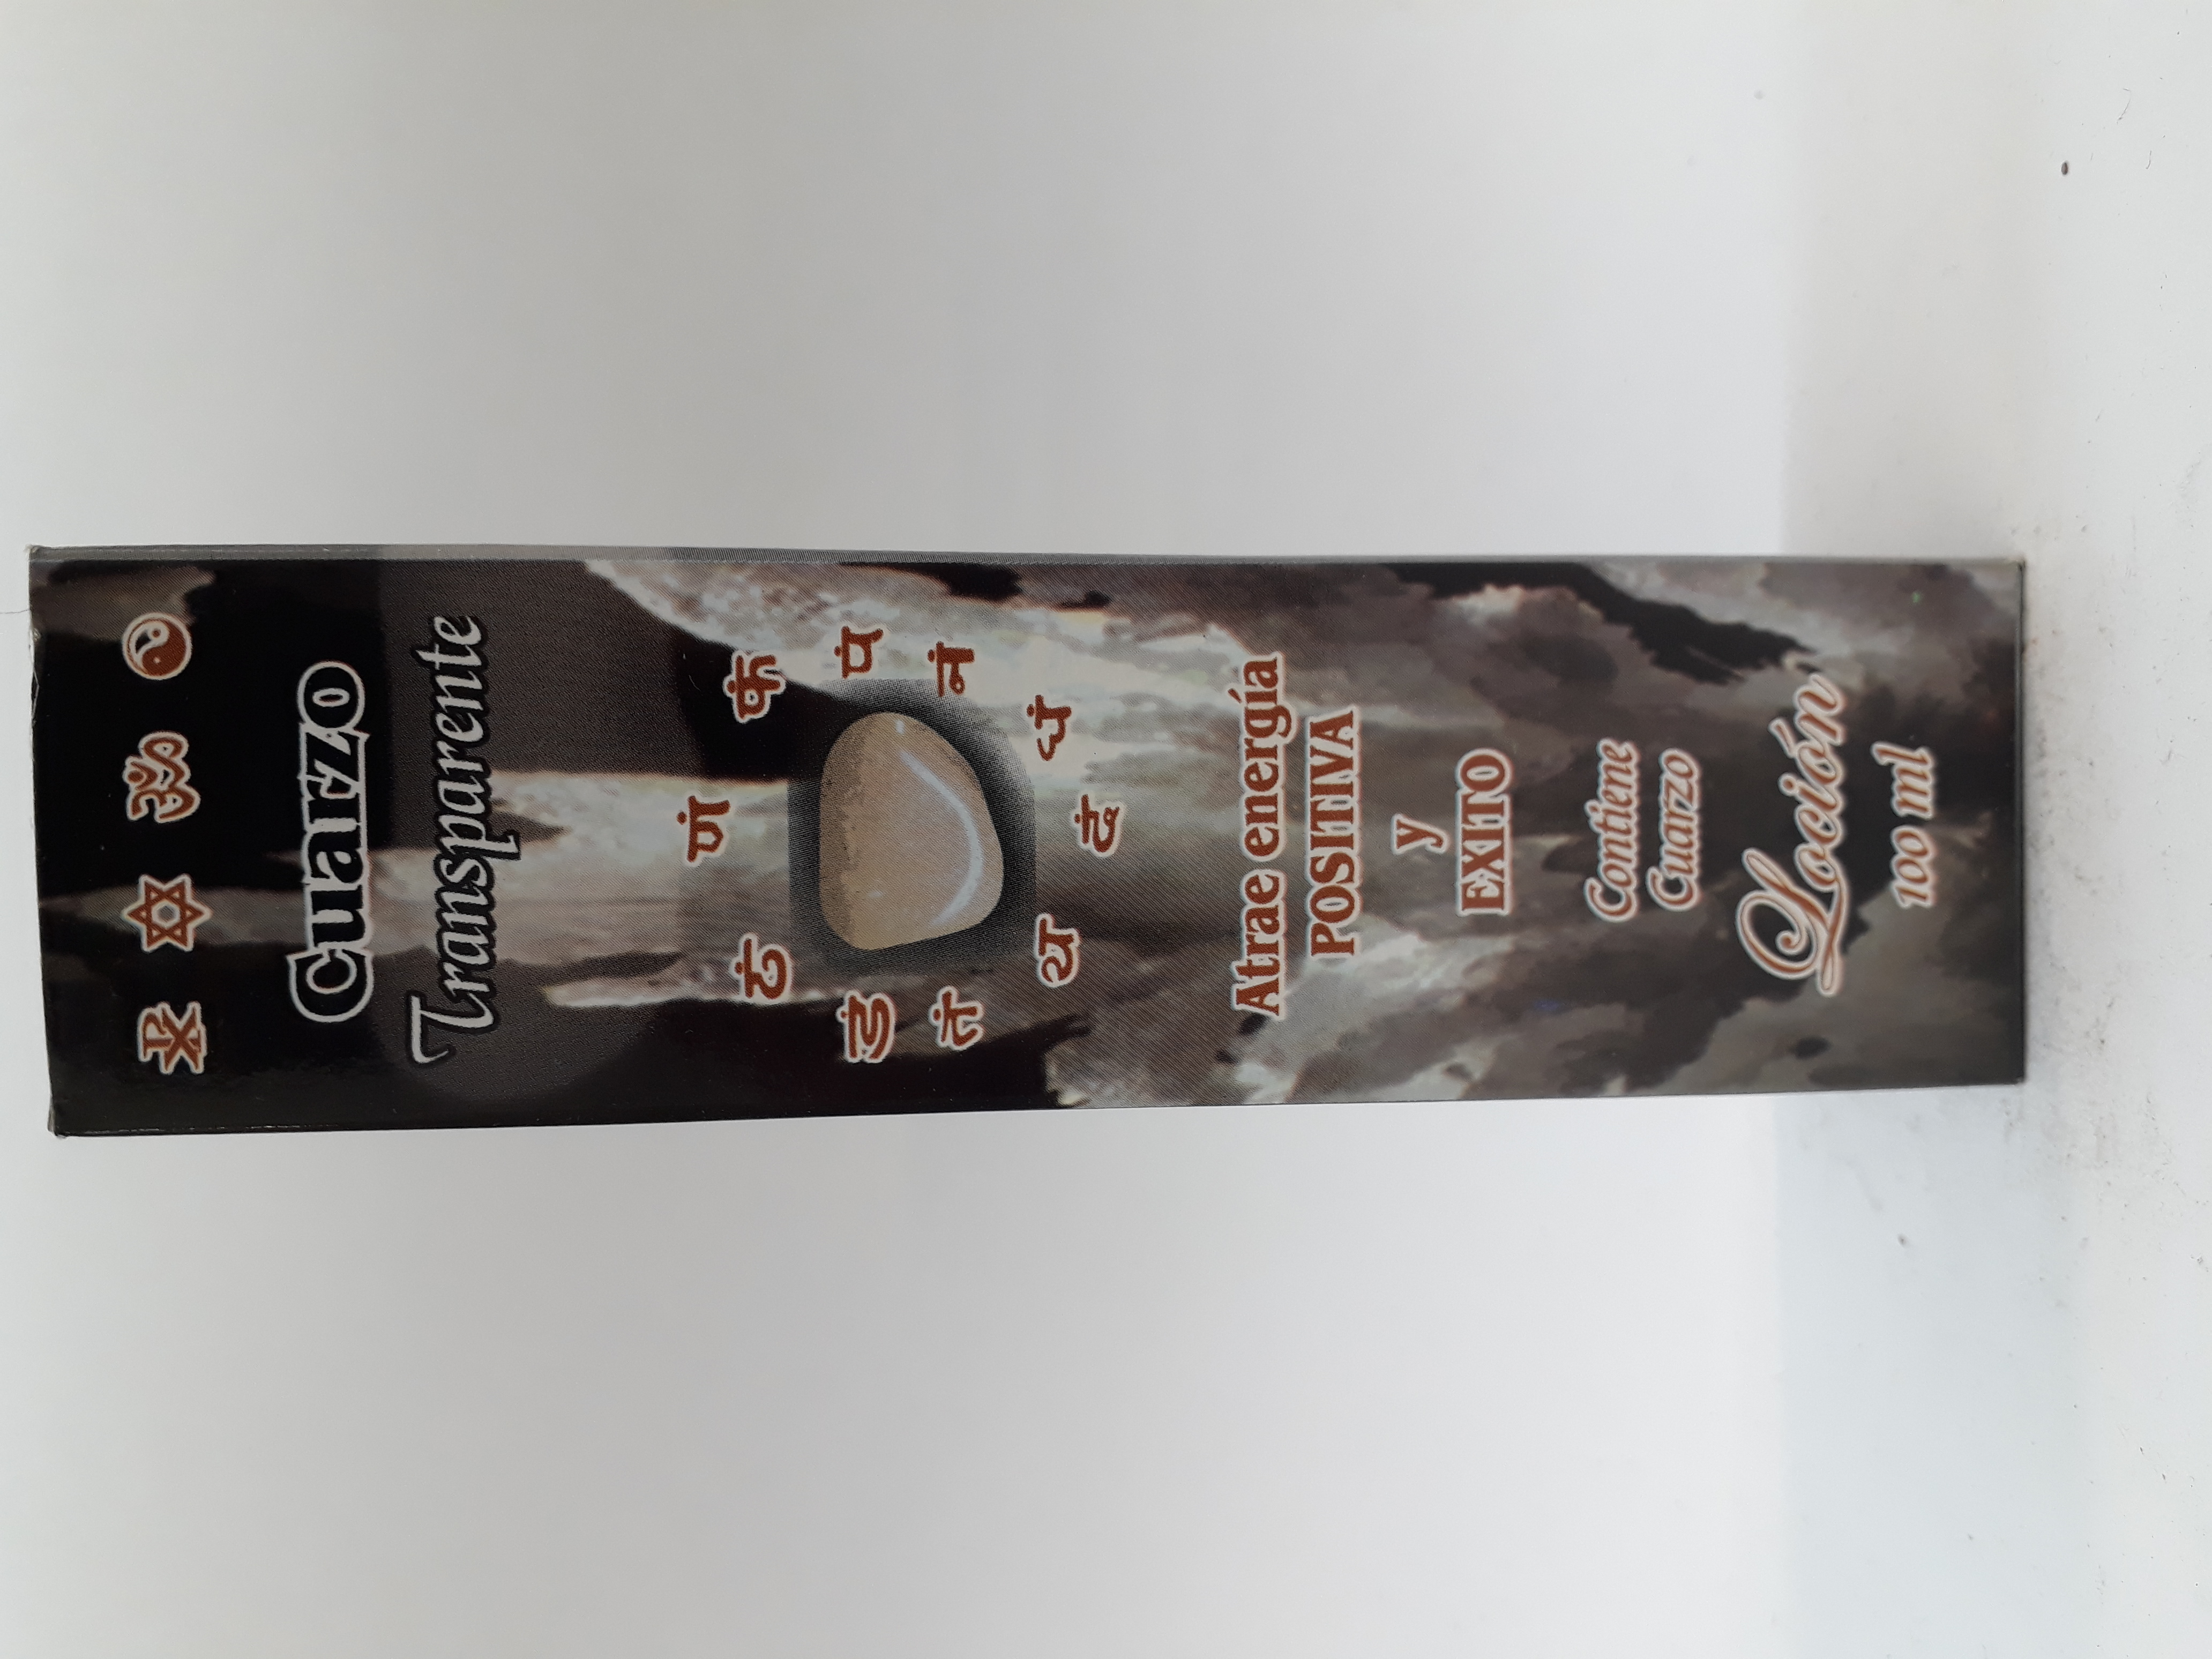 ॐ
Cuarzo
Transparente
णं
ठं
फं
डं
पं
तं
नं
थ
धं
दं
Atrae energía
POSITIVA
y
EXITO
Contiene
Cuarzo
Loción
100 ml